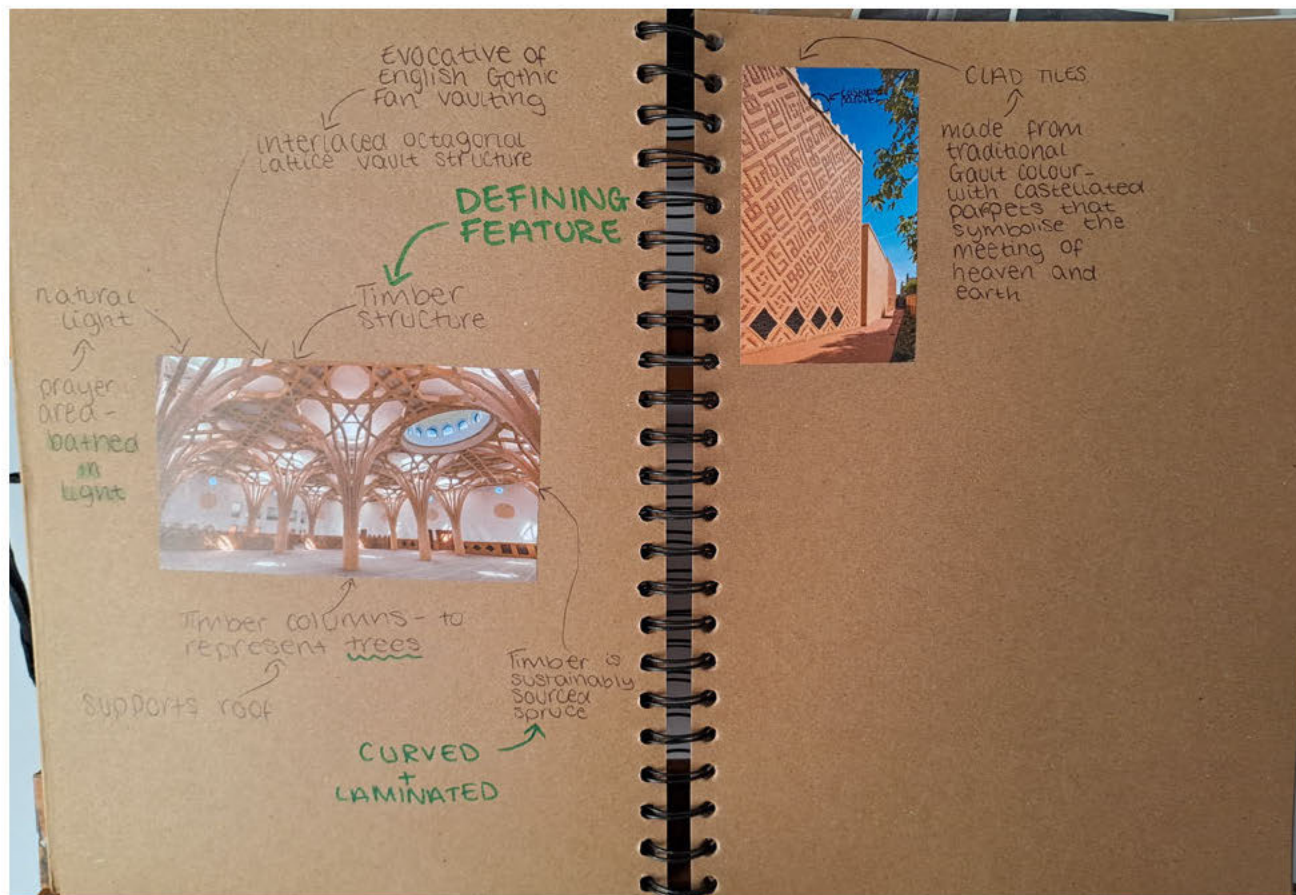 Evocative of
English Gothic
Fan vaulting
interlaced octagonal
lattice vault structure
DEFINING
FEATURE
Timber
structure
natural
light
prayer
area -
bathed
in
light
Timber columns - to
represent trees
supports roof
Timber is
sustainably
sourced
spruce
CURVED
+
LAMINATED
CLAD TILES
made from
traditional
Gault colour -
with castellated
parpets that
symbolise the
meeting of
heaven and
earth